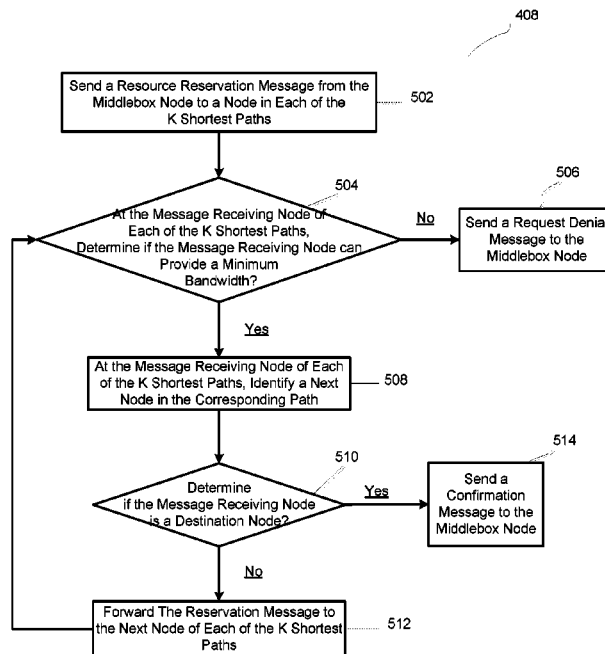 408
Send a Resource Reservation Message from the
Middlebox Node to a Node in Each of the
K Shortest Paths
502
504
At the Message Receiving Node of
Each of the K Shortest Paths,
Determine if the Message Receiving Node can
Provide a Minimum
Bandwidth?
No
506
Send a Request Denial
Message to the
Middlebox Node
Yes
At the Message Receiving Node of Each
of the K Shortest Paths, Identify a Next
Node in the Corresponding Path
508
510
Determine
if the Message Receiving Node
is a Destination Node?
Yes
514
Send a
Confirmation
Message to the
Middlebox Node
No
Forward The Reservation Message to
the Next Node of Each of the K Shortest
Paths
512